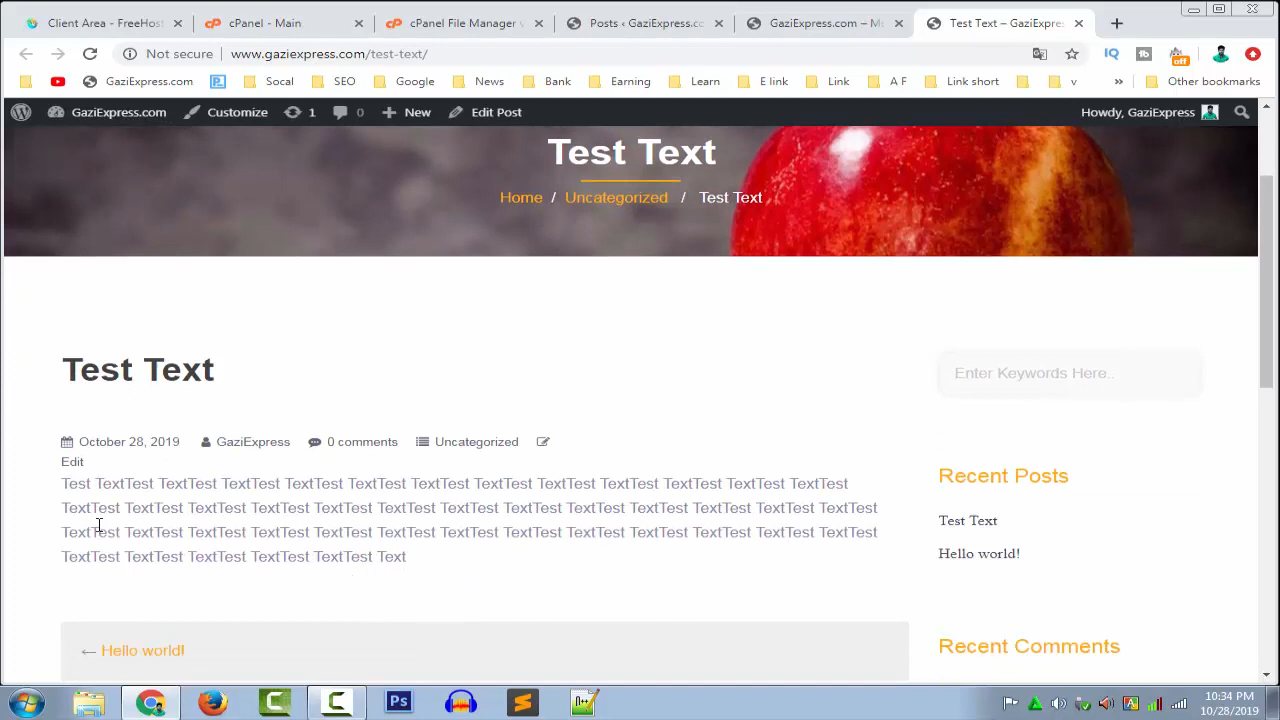 Client Area - FreeHost
cPanel - Main
cPanel File Manager v
Posts ‹ GaziExpress.co
GaziExpress.com – Mu
Test Text – GaziExpres
Not secure
www.gaziexpress.com/test-text/
IQ
tb
off
GaziExpress.com
Socal
SEO
Google
News
Bank
Earning
Learn
E link
Link
A F
Link short
v
»
Other bookmarks
GaziExpress.com
Customize
1
0
New
Edit Post
Howdy, GaziExpress
Test Text
Home / Uncategorized / Test Text
Test Text
Enter Keywords Here..
October 28, 2019
GaziExpress
0 comments
Uncategorized
Edit
Test TextTest TextTest TextTest TextTest TextTest TextTest TextTest TextTest TextTest TextTest TextTest TextTest
TextTest TextTest TextTest TextTest TextTest TextTest TextTest TextTest TextTest TextTest TextTest TextTest TextTest
TextTest TextTest TextTest TextTest TextTest TextTest TextTest TextTest TextTest TextTest TextTest TextTest TextTest
TextTest TextTest TextTest TextTest TextTest Text
Recent Posts
Test Text
Hello world!
← Hello world!
Recent Comments
Ps
10:34 PM
10/28/2019